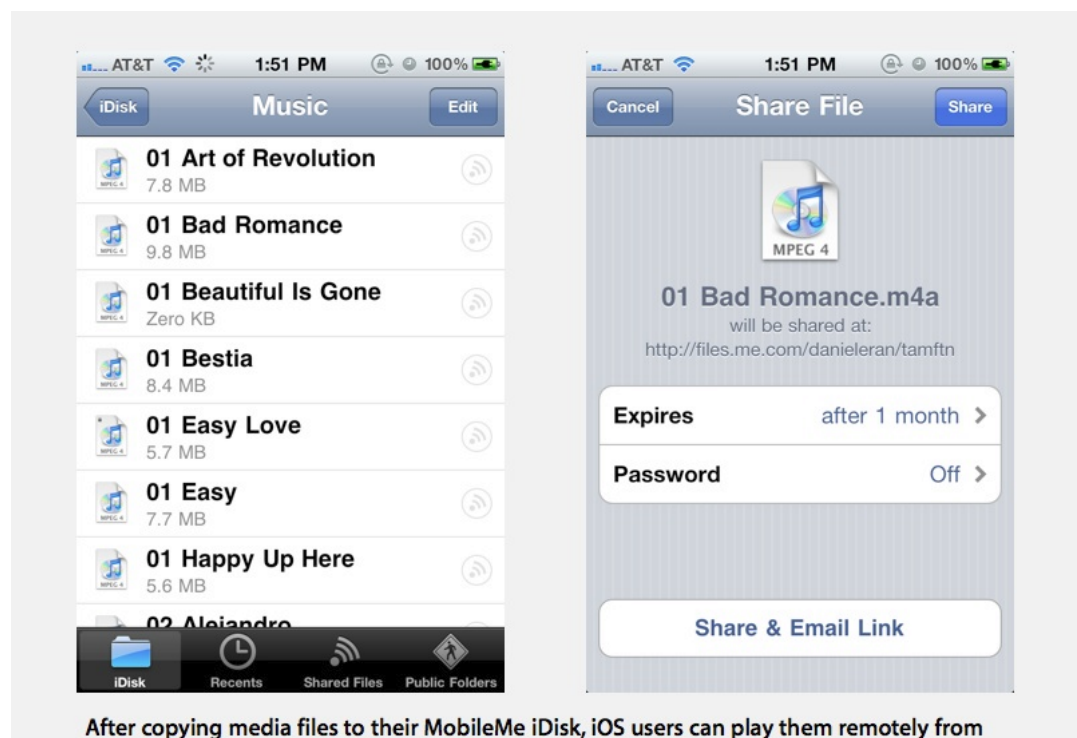 AT&T 1:51 PM 100%
iDisk Music Edit
01 Art of Revolution
7.8 MB
01 Bad Romance
9.8 MB
01 Beautiful Is Gone
Zero KB
01 Bestia
8.4 MB
01 Easy Love
5.7 MB
01 Easy
7.7 MB
01 Happy Up Here
5.6 MB
02 Alejandro
iDisk Recents Shared Files Public Folders
AT&T 1:51 PM 100%
Cancel Share File Share
MPEG 4
01 Bad Romance.m4a
will be shared at:
http://files.me.com/danieleran/tamftn
Expires after 1 month
Password Off
Share & Email Link
After copying media files to their MobileMe iDisk, iOS users can play them remotely from